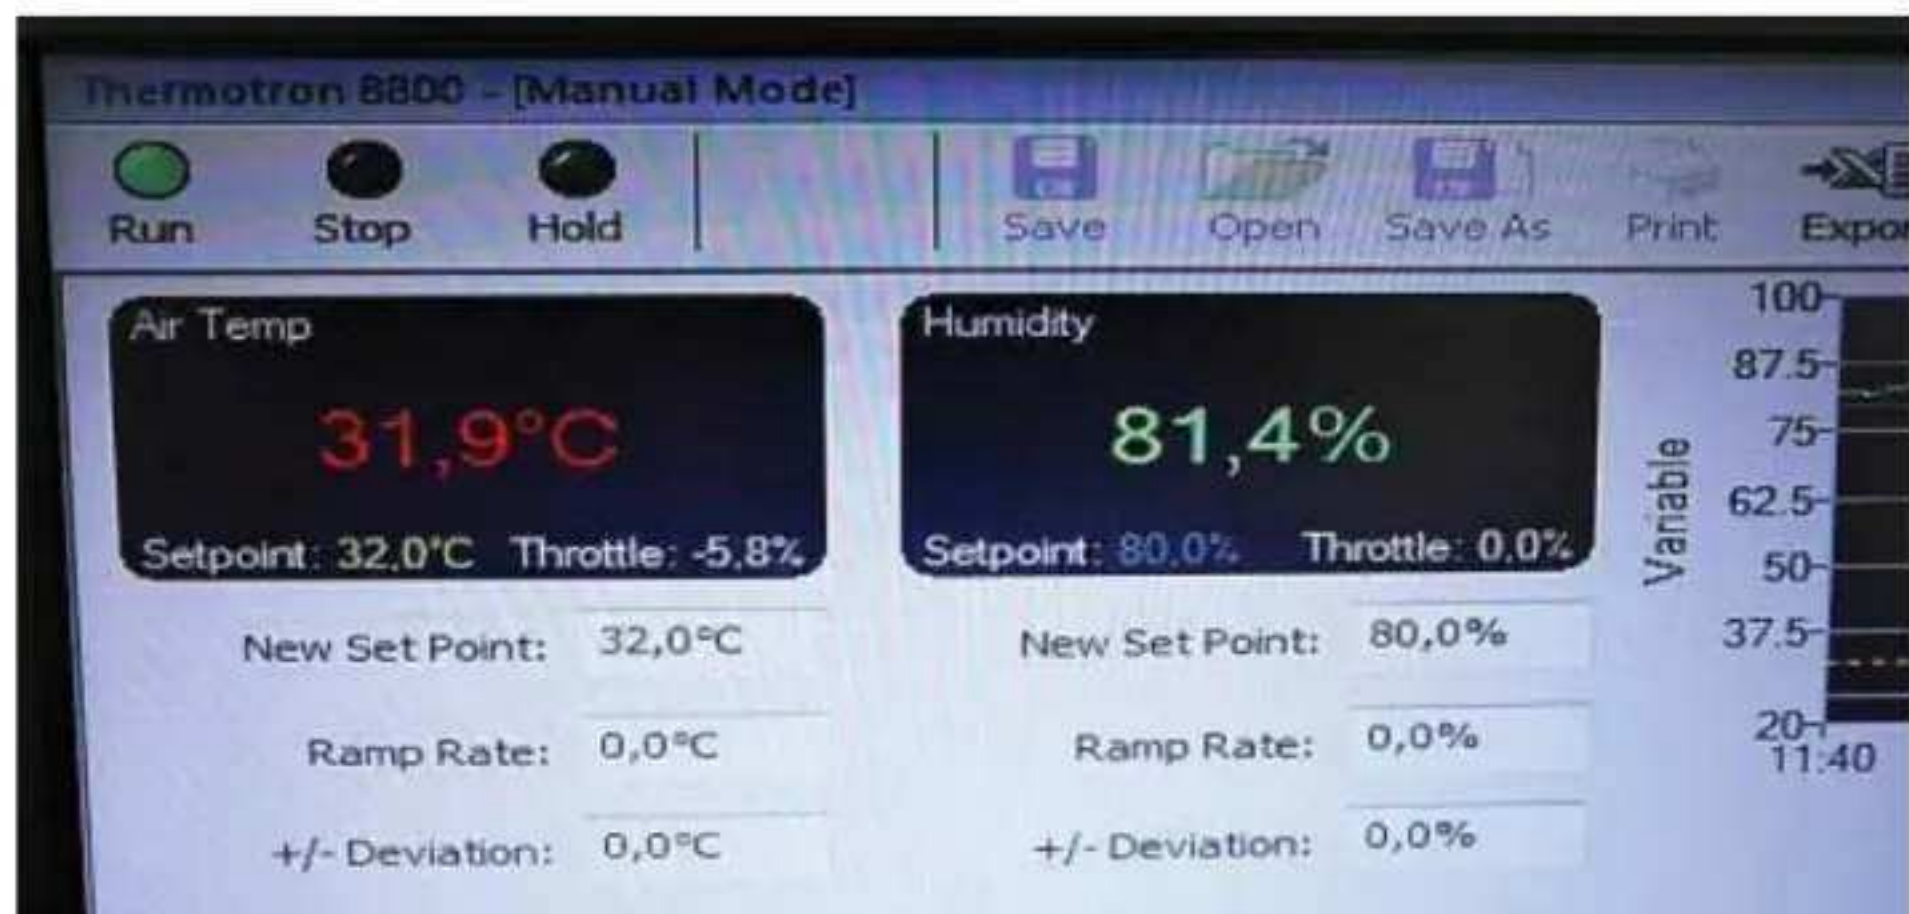 Thermotron 8800 - [Manual Mode]
Run Stop Hold Save Open Save As Print Expor
Air Temp Humidity
31,9°C 81,4%
Setpoint: 32.0°C Throttle: -5.8% Setpoint: 80.0% Throttle: 0.0%
New Set Point: 32,0°C New Set Point: 80,0%
Ramp Rate: 0,0°C Ramp Rate: 0,0%
+/- Deviation: 0,0°C +/- Deviation: 0,0%
Variable
100
87.5
75
62.5
50
37.5
20
11:40